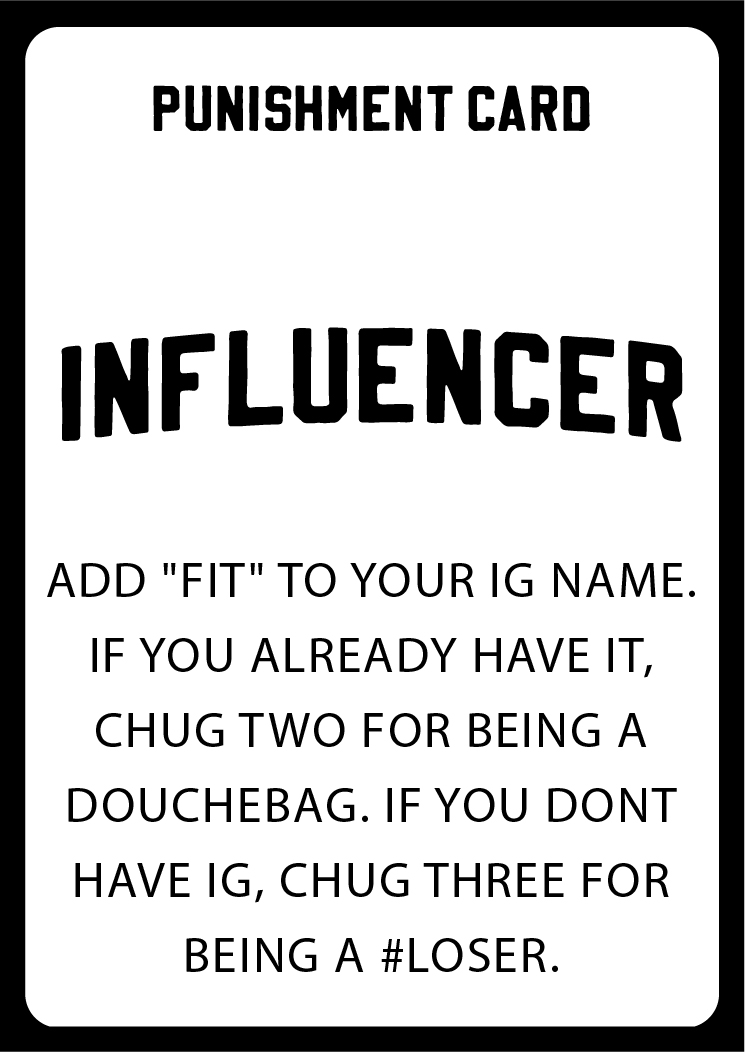 PUNISHMENT CARD
INFLUENCER
ADD "FIT" TO YOUR IG NAME.
IF YOU ALREADY HAVE IT,
CHUG TWO FOR BEING A
DOUCHEBAG. IF YOU DONT
HAVE IG, CHUG THREE FOR
BEING A #LOSER.